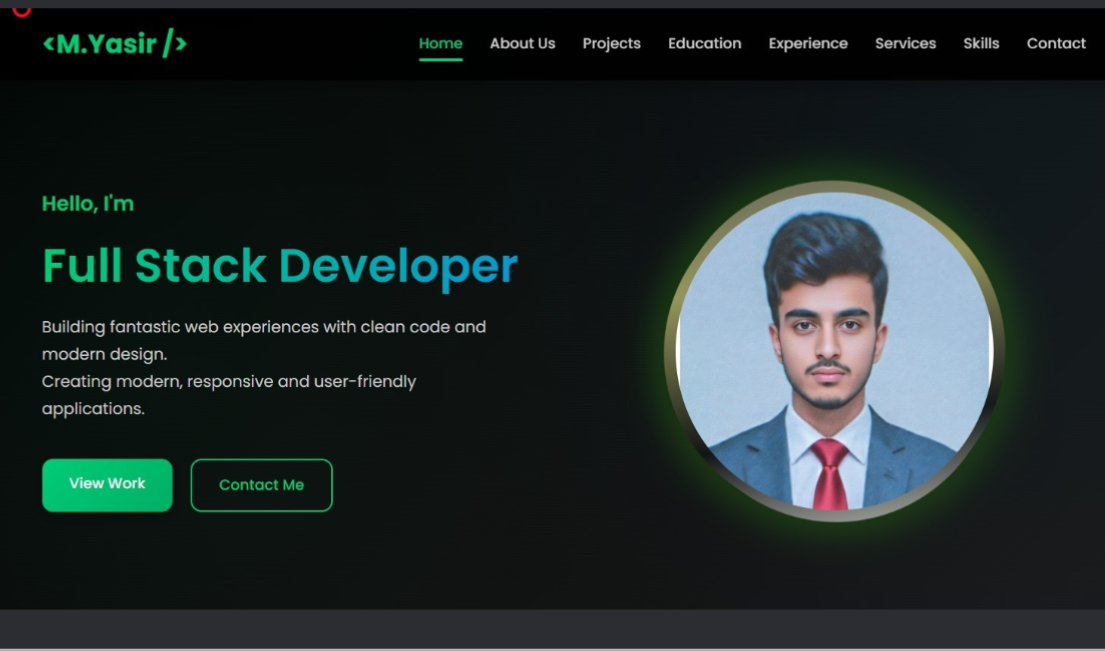 <M.Yasir />
Home About Us Projects Education Experience Services Skills Contact
Hello, I'm
Full Stack Developer
Building fantastic web experiences with clean code and
modern design.
Creating modern, responsive and user-friendly
applications.
View Work Contact Me